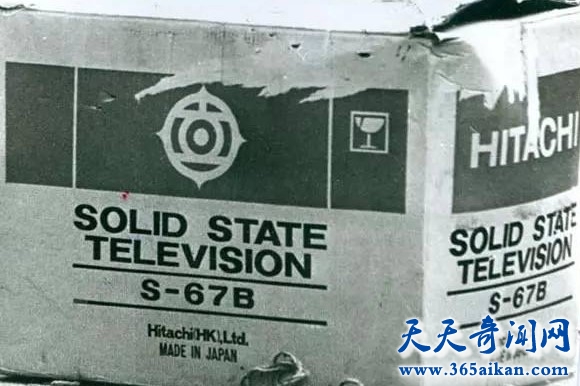 SOLID STATE
TELEVISION
S-67B
Hitachi(HK),Ltd.
MADE IN JAPAN
HITACHI
SOLID STATE
TELEVISION
S-67B
天天奇闻网
www.365aikan.com